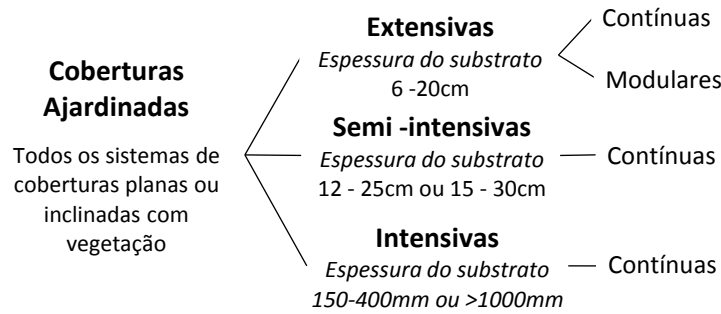 Coberturas
Ajardinadas
Todos os sistemas de
coberturas planas ou
inclinadas com
vegetação
Extensivas
Espessura do substrato
6 -20cm
Contínuas
Modulares
Semi -intensivas
Espessura do substrato
12 - 25cm ou 15 - 30cm
Contínuas
Intensivas
Espessura do substrato
150-400mm ou >1000mm
Contínuas